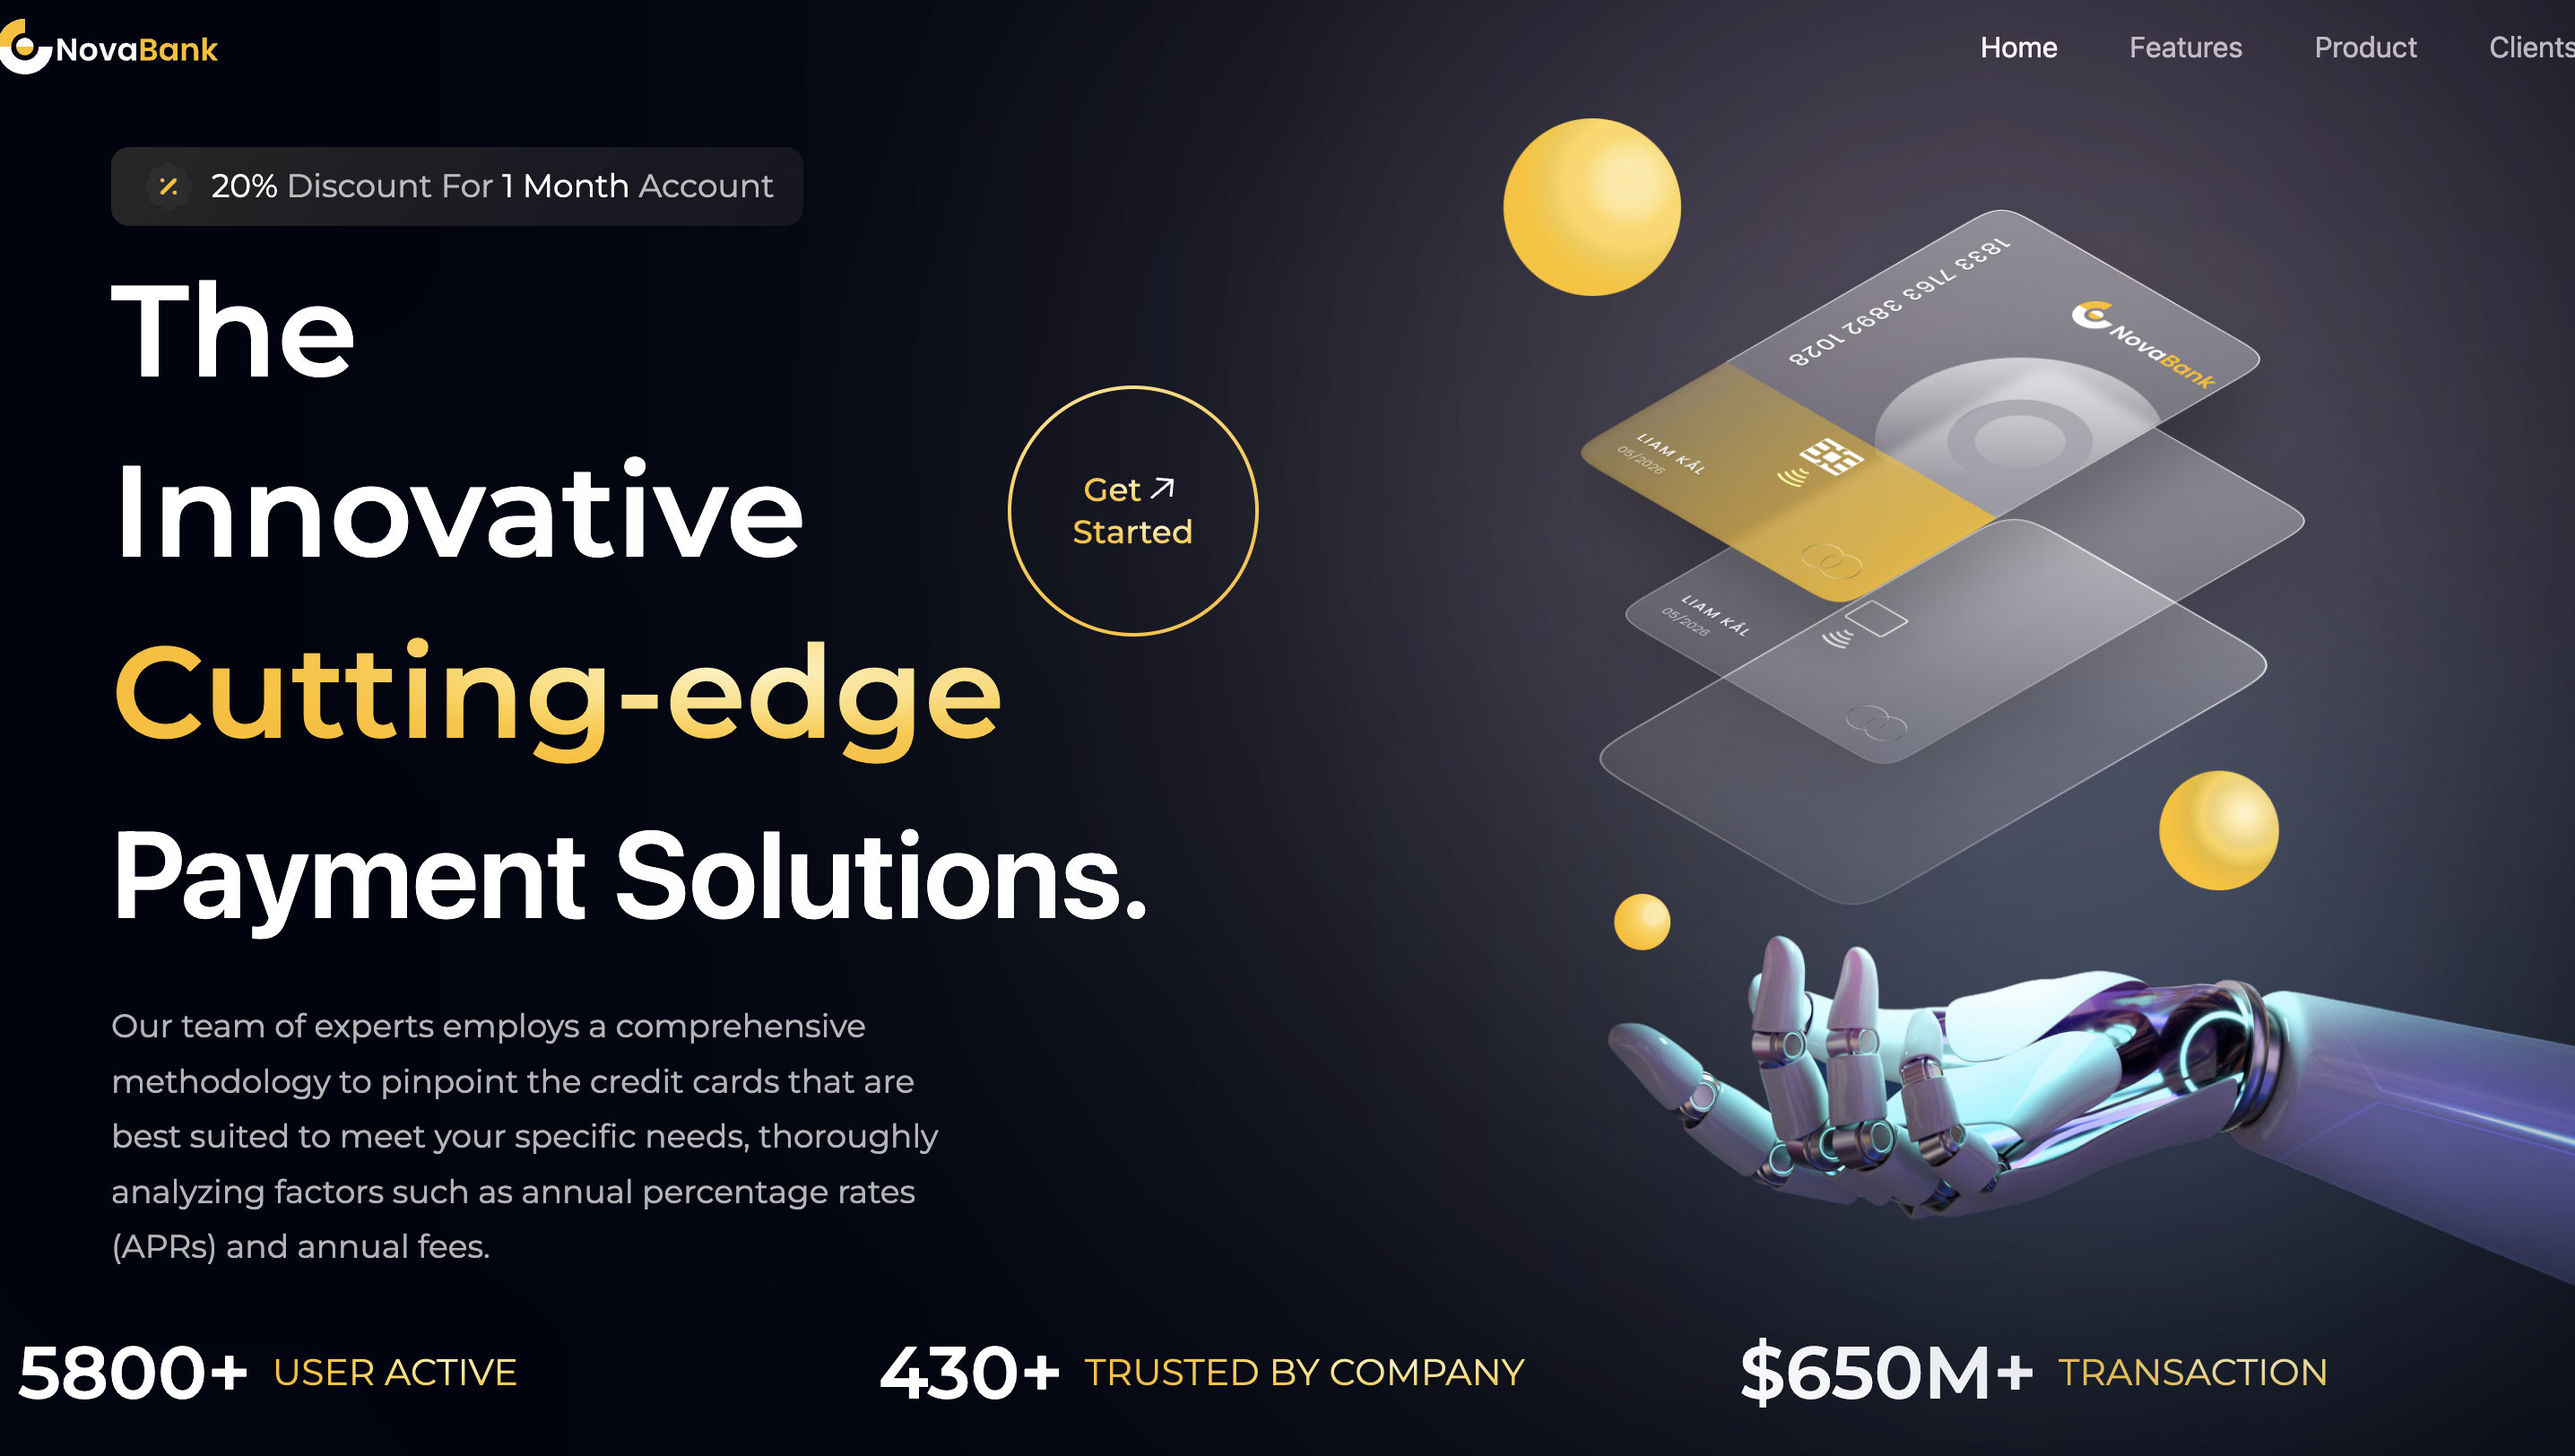 NovaBank
Home Features Product Clients
20% Discount For 1 Month Account
The
Innovative
Cutting-edge
Payment Solutions.
Get
Started
Our team of experts employs a comprehensive
methodology to pinpoint the credit cards that are
best suited to meet your specific needs, thoroughly
analyzing factors such as annual percentage rates
(APRs) and annual fees.
1833 7163 3892 1028
NovaBank
LIAM KÁL
05/2026
LIAM KÁL
05/2026
5800+ USER ACTIVE
430+ TRUSTED BY COMPANY
$650M+ TRANSACTION